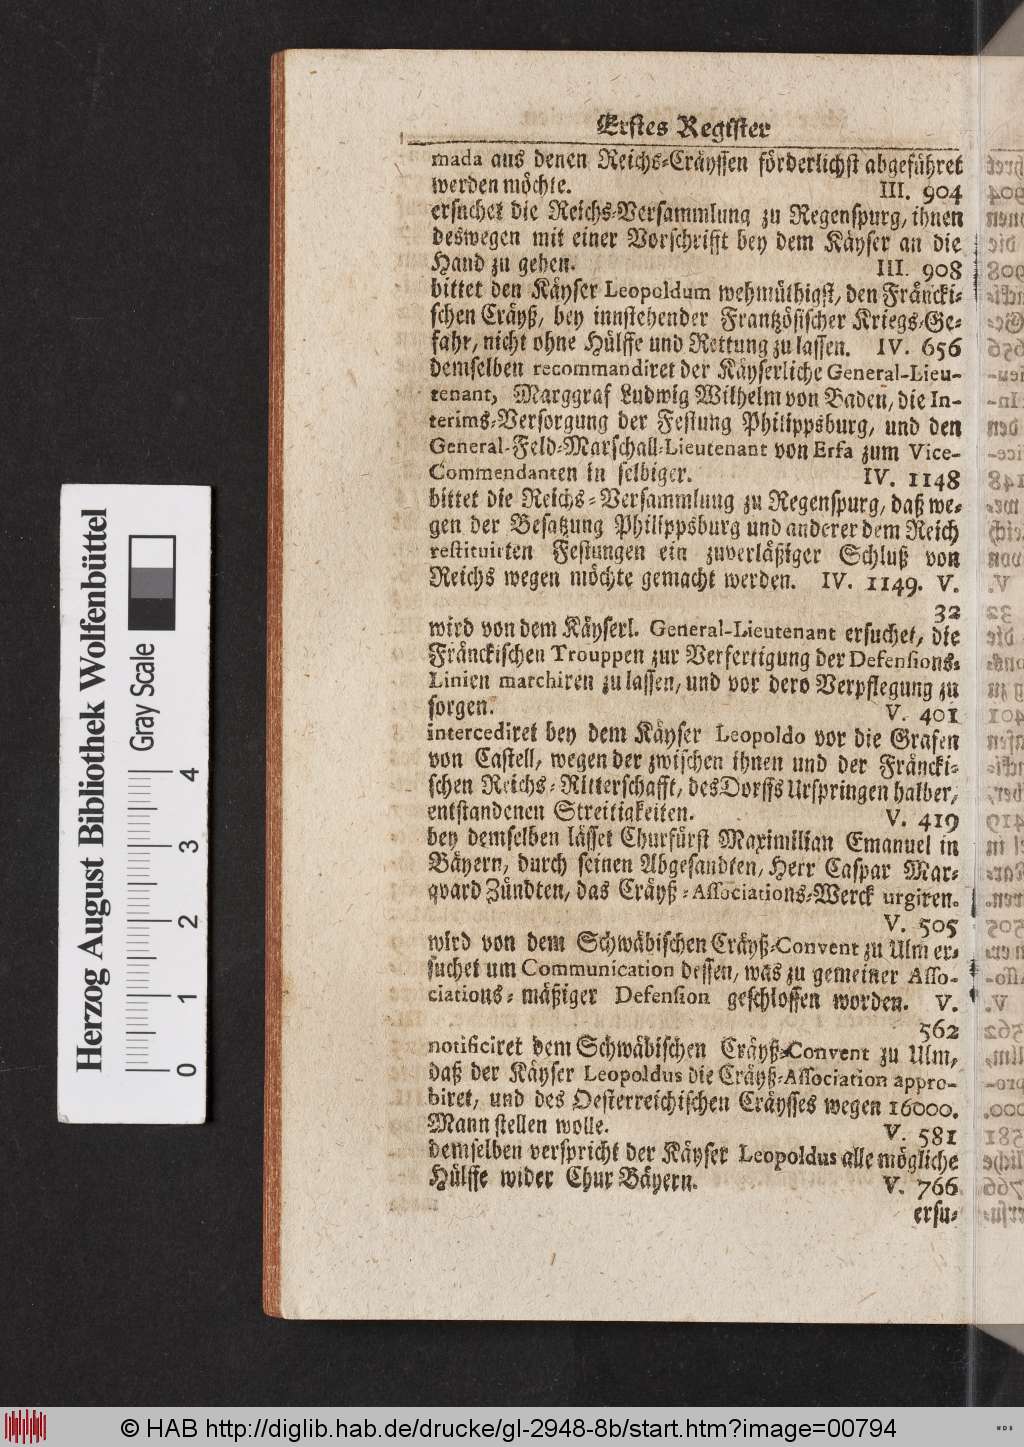 Erstes Register
mada aus denen Reichs-Cräyssen förderlichst abgeführet
werden möchte. III. 904
ersuchet die Reichs-Versammlung zu Regenspurg, ihnen
deswegen mit einer Vorschrifft bey dem Käyser an die
Hand zu gehen. III. 908
bittet den Käyser Leopoldum wehmüthigst, den Fräncki-
schen Cräyß, bey innstehender Frantzösischer Kriegs-Ge-
fahr, nicht ohne Hülffe und Rettung zu lassen. IV. 656
demselben recommandiret der Käyserliche General-Lieu-
tenant, Marggraf Ludwig Wilhelm von Baden, die In-
terims-Versorgung der Festung Philippsburg, und den
General-Feld-Marschall-Lieutenant von Erfa zum Vice-
Commendanten in selbiger. IV. 1148
bittet die Reichs-Versammlung zu Regenspurg, daß we-
gen der Besatzung Philippsburg und anderer dem Reich
restituirten Festungen ein zuverläßiger Schluß von
Reichs wegen möchte gemacht werden. IV. 1149. V.
32
wird von dem Käyserl. General-Lieutenant ersuchet, die
Fränckischen Trouppen zur Verfertigung der Defensions-
Linien marchiren zu lassen, und vor dero Verpflegung zu
sorgen. V. 401
intercediret bey dem Käyser Leopoldo vor die Grafen
von Castell, wegen der zwischen ihnen und der Fräncki-
schen Reichs-Ritterschafft, des Dorffs Urspringen halber,
entstandenen Streitigkeiten. V. 419
bey demselben lässet Churfürst Maximilian Emanuel in
Bäyern, durch seinen Abgesandten, Herr Caspar Mar-
quard Zündten, das Cräyß-Associations-Werck urgiren.
V. 505
wird von dem Schwäbischen Cräyß-Convent zu Ulm er-
suchet um Communication dessen, was zu gemeiner Asso-
ciations-mäßiger Defension geschlossen worden. V.
562
notificiret dem Schwäbischen Cräyß-Convent zu Ulm,
daß der Käyser Leopoldus die Cräyß-Association appro-
biret, und des Oesterreichischen Cräysses wegen 16000.
Mann stellen wolle. V. 581
demselben verspricht der Käyser Leopoldus alle mögliche
Hülffe wider Chur Bäyern. V. 766
ersu-
Herzog August Bibliothek Wolfenbüttel
Gray Scale
0 1 2 3 4
© HAB http://diglib.hab.de/drucke/gl-2948-8b/start.htm?image=00794